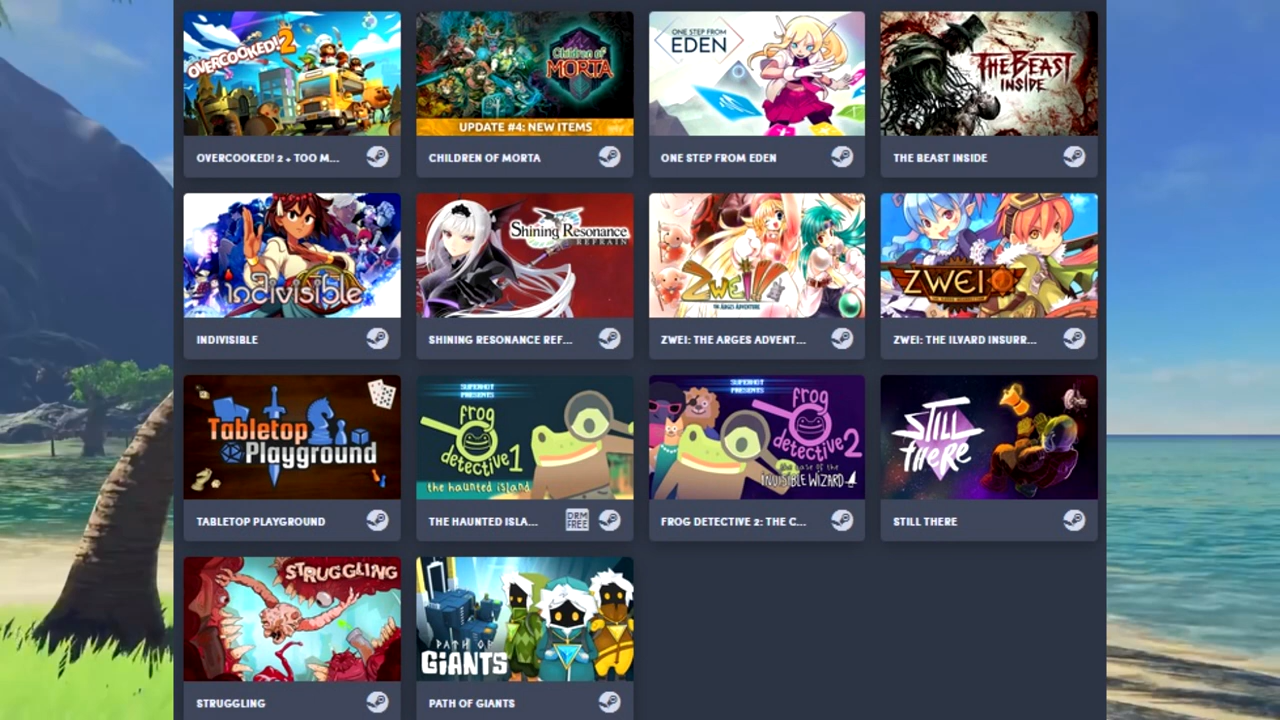 OVERCOOKED! 2
OVERCOOKED! 2 + TOO M...
Children of
MORTA
UPDATE #4: NEW ITEMS
CHILDREN OF MORTA
ONE STEP FROM
EDEN
ONE STEP FROM EDEN
THE BEAST
INSIDE
THE BEAST INSIDE
indivisible
INDIVISIBLE
Shining Resonance
REFRAIN
SHINING RESONANCE REF...
Zwei!!
THE ARGES ADVENTURE
ZWEI: THE ARGES ADVENT...
ZWEI
ZWEI: THE ILVARD INSURR...
Tabletop
Playground
TABLETOP PLAYGROUND
SUPERHOT
PRESENTS
frog
detective 1
the haunted island
THE HAUNTED ISLA...
DRM
FREE
SUPERHOT
PRESENTS
frog
detective 2
the case of the
INVISIBLE WIZARD
FROG DETECTIVE 2: THE C...
STILL
THERE
STILL THERE
STRUGGLING
STRUGGLING
PATH OF
GIANTS
PATH OF GIANTS